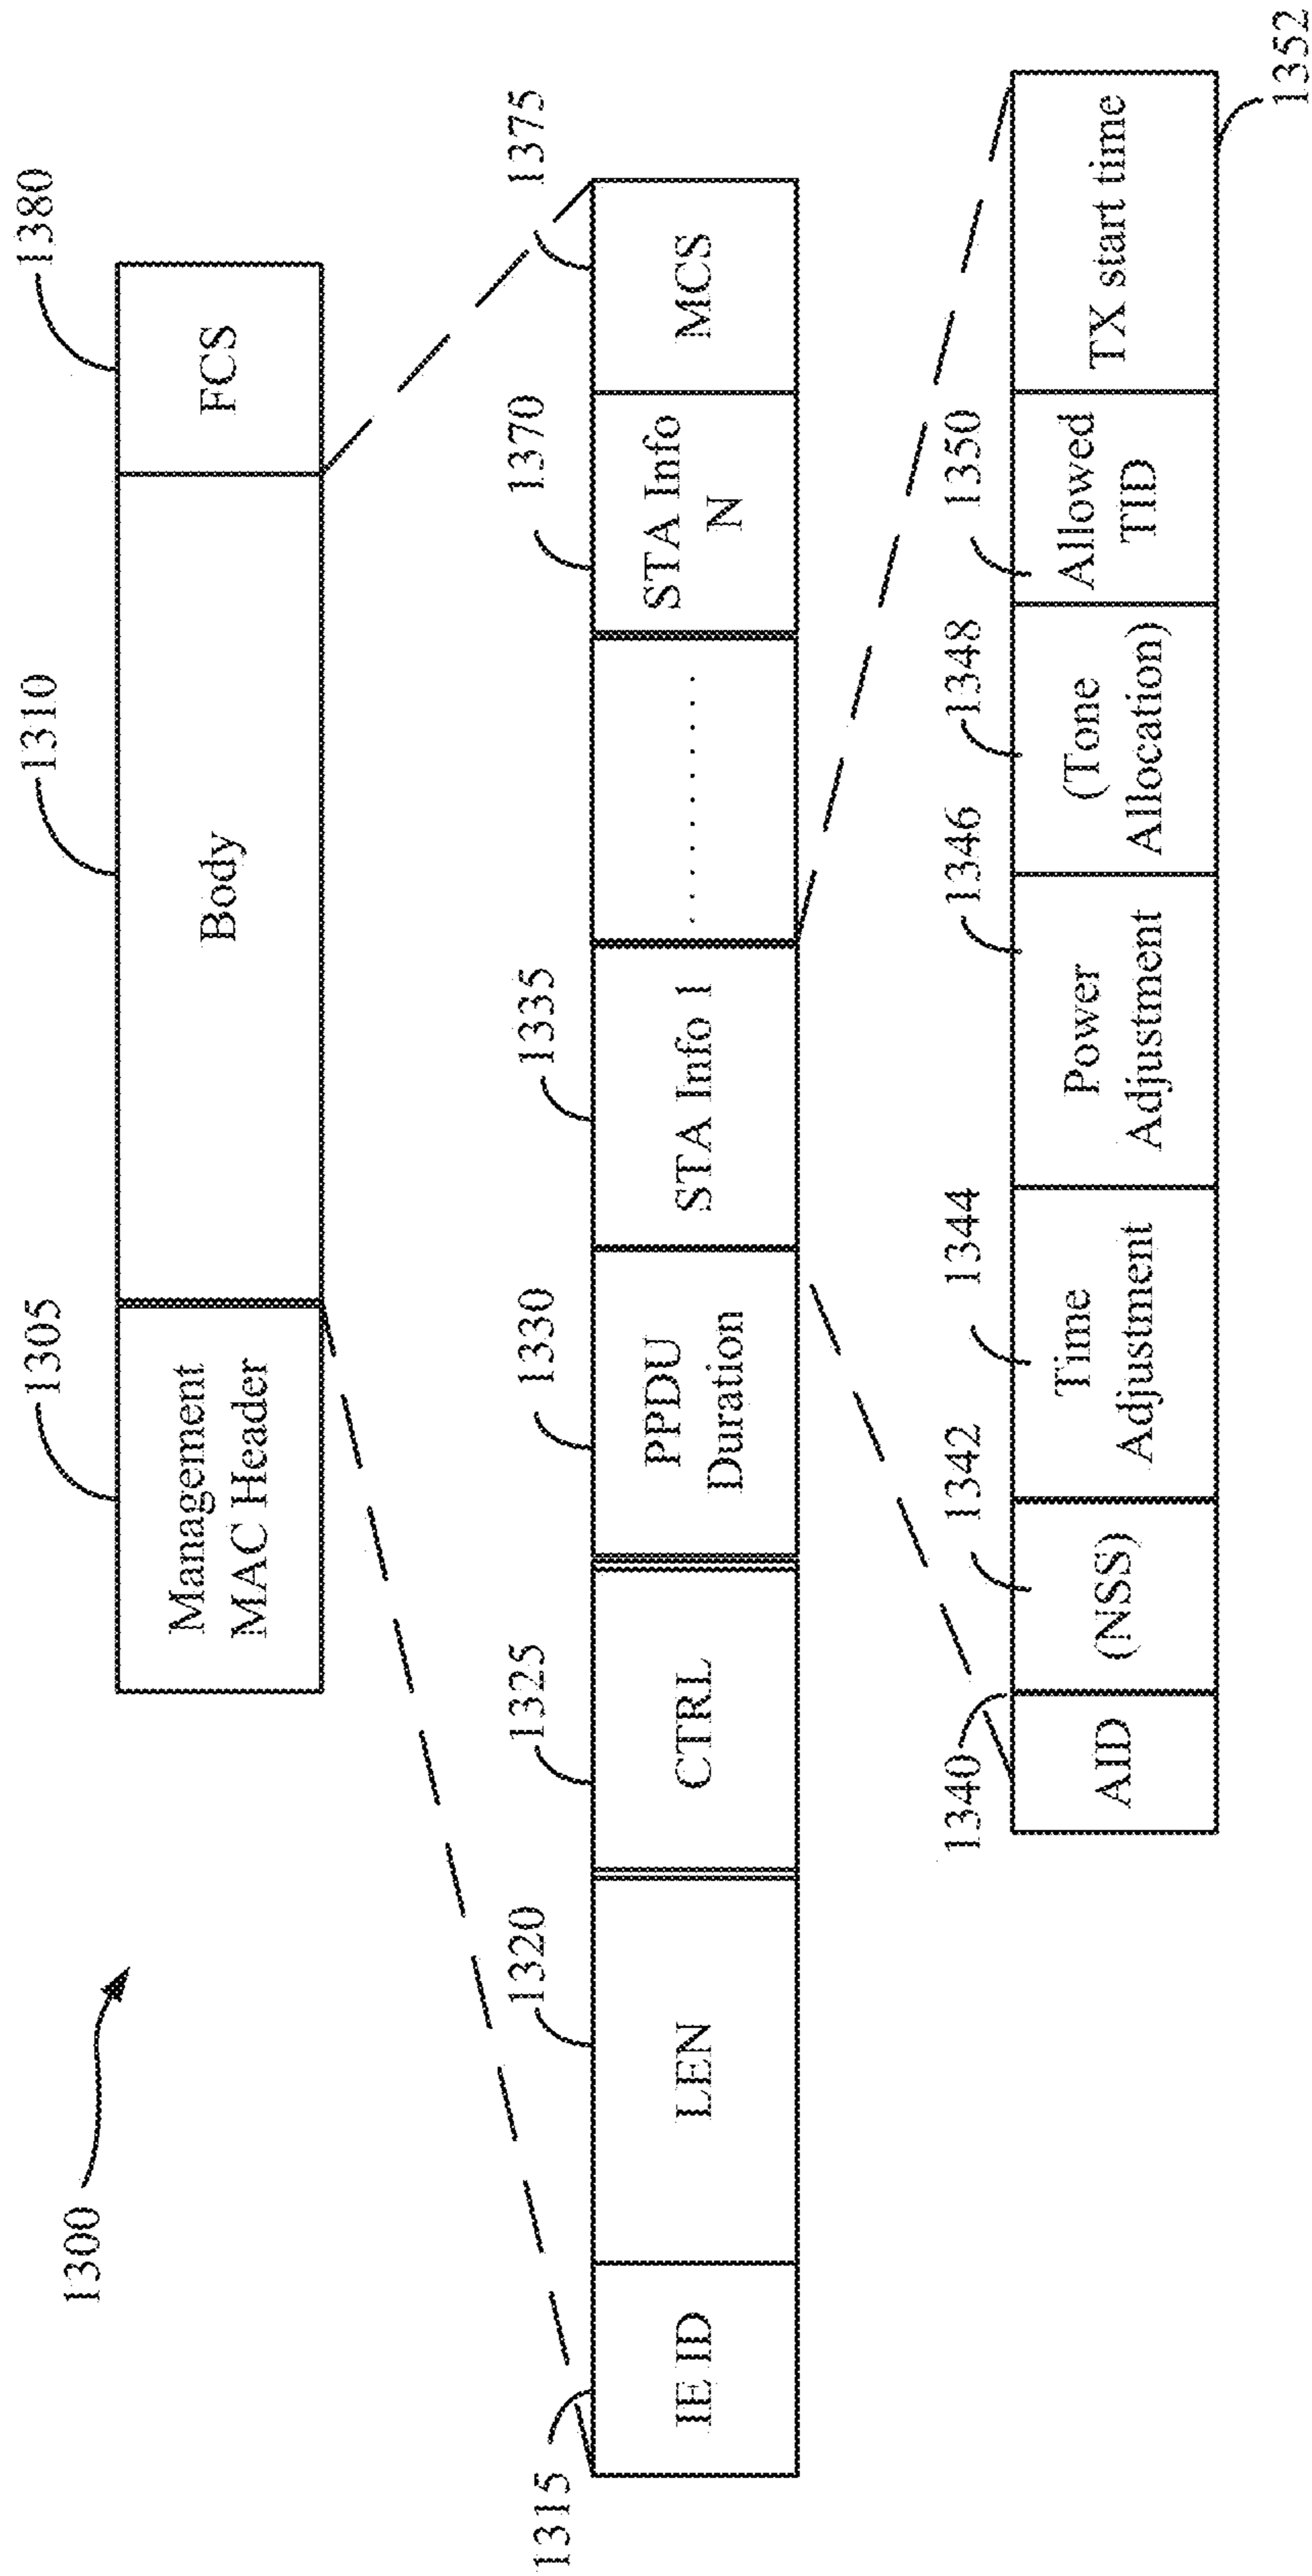 1300
1305
1310
1380
Management
MAC Header
Body
FCS
1315
1320
1325
1330
1335
1370
1375
IE ID
LEN
CTRL
PPDU
Duration
STA Info 1
.........
STA Info
N
MCS
1340
1342
1344
1346
1348
1350
AID
(NSS)
Time
Adjustment
Power
Adjustment
(Tone
Allocation)
Allowed
TID
TX start time
1352